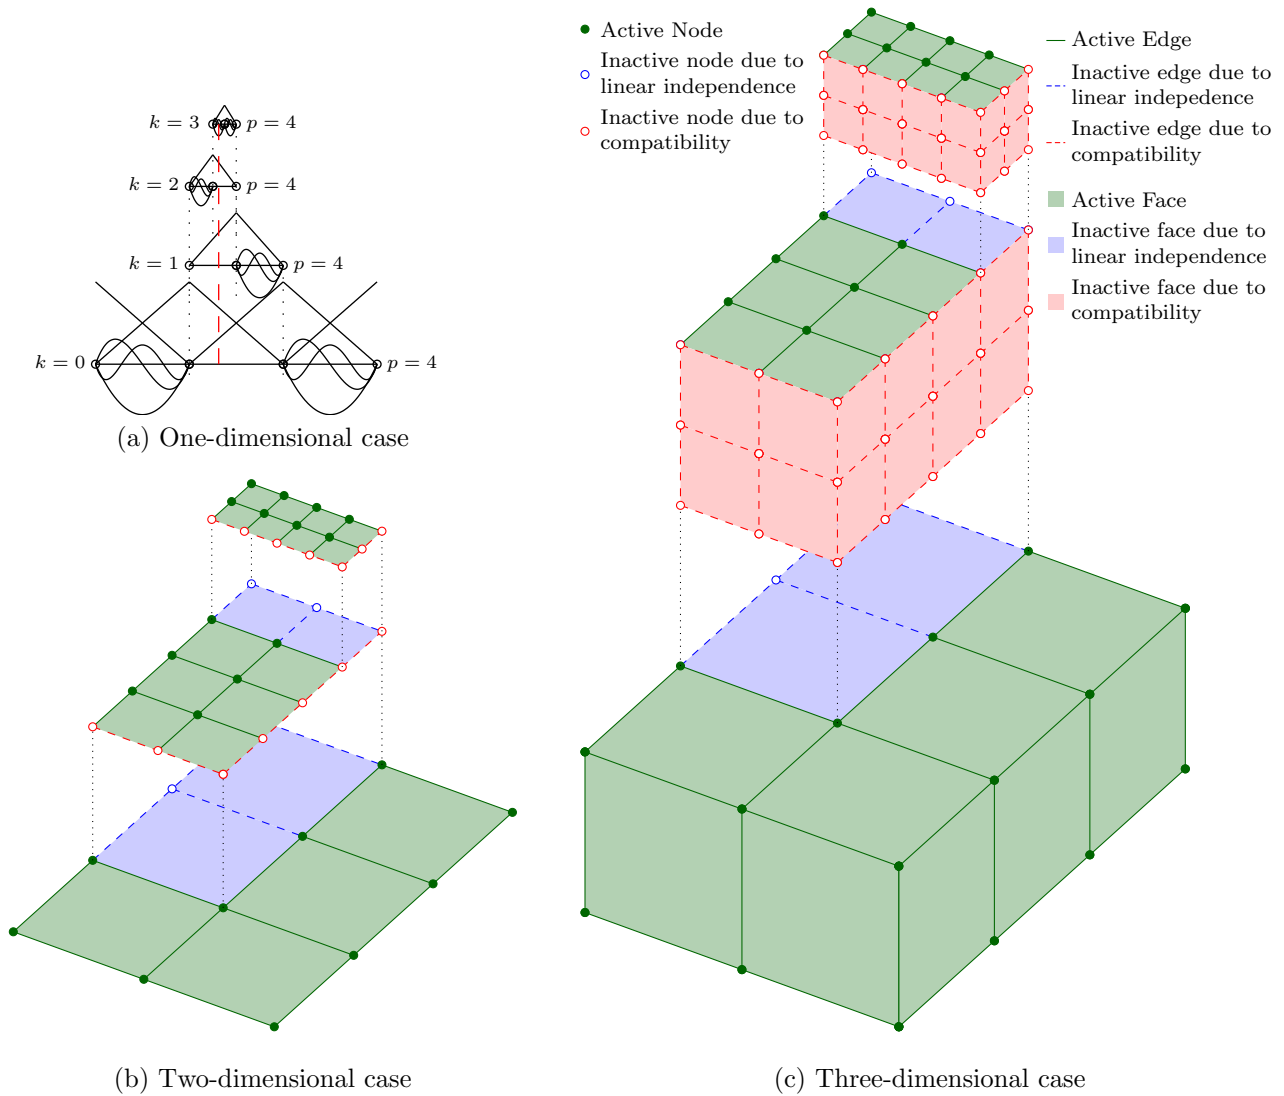 k = 3
p = 4
k = 2
p = 4
k = 1
p = 4
k = 0
p = 4
(a) One-dimensional case
(b) Two-dimensional case
Active Node
Inactive node due to
linear independence
Inactive node due to
compatibility
Active Edge
Inactive edge due to
linear indepedence
Inactive edge due to
compatibility
Active Face
Inactive face due to
linear independence
Inactive face due to
compatibility
(c) Three-dimensional case